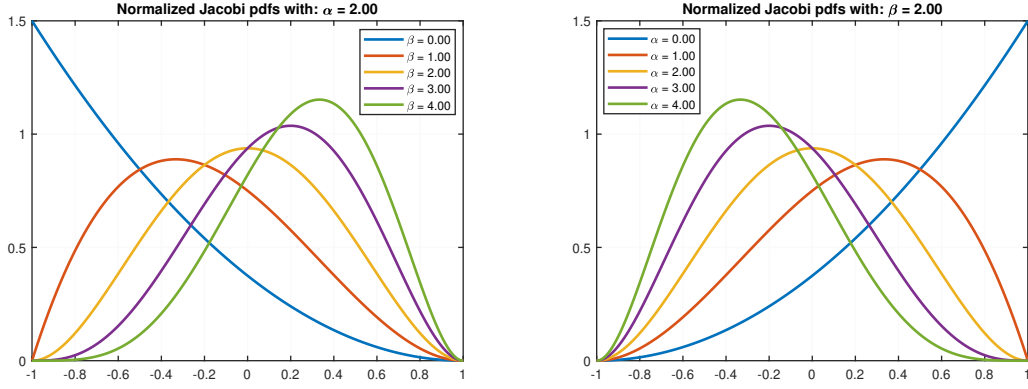 Normalized Jacobi pdfs with: α = 2.00
1.5
1
0.5
0
β = 0.00
β = 1.00
β = 2.00
β = 3.00
β = 4.00
-1 -0.8 -0.6 -0.4 -0.2 0 0.2 0.4 0.6 0.8 1
Normalized Jacobi pdfs with: β = 2.00
1.5
1
0.5
0
α = 0.00
α = 1.00
α = 2.00
α = 3.00
α = 4.00
-1 -0.8 -0.6 -0.4 -0.2 0 0.2 0.4 0.6 0.8 1